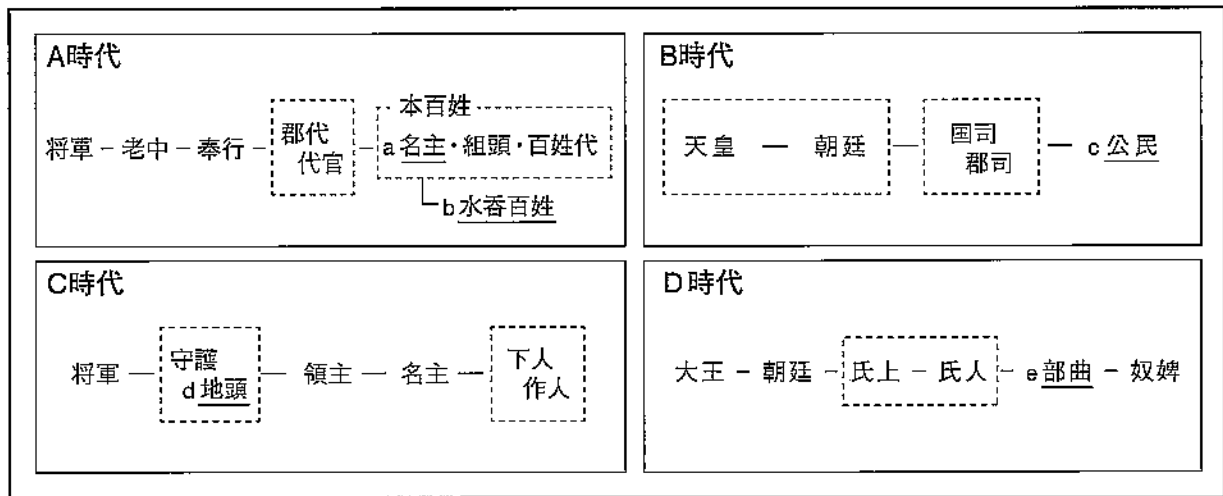 A時代
将軍－老中－奉行－郡代 代官－本百姓
a名主・組頭・百姓代
b水呑百姓
B時代
天皇 ― 朝廷 ― 国司 郡司 ― c公民
C時代
将軍 ― 守護 d地頭 ― 領主 ― 名主 ― 下人 作人
D時代
大王－朝廷－氏上－氏人－e部曲－奴婢